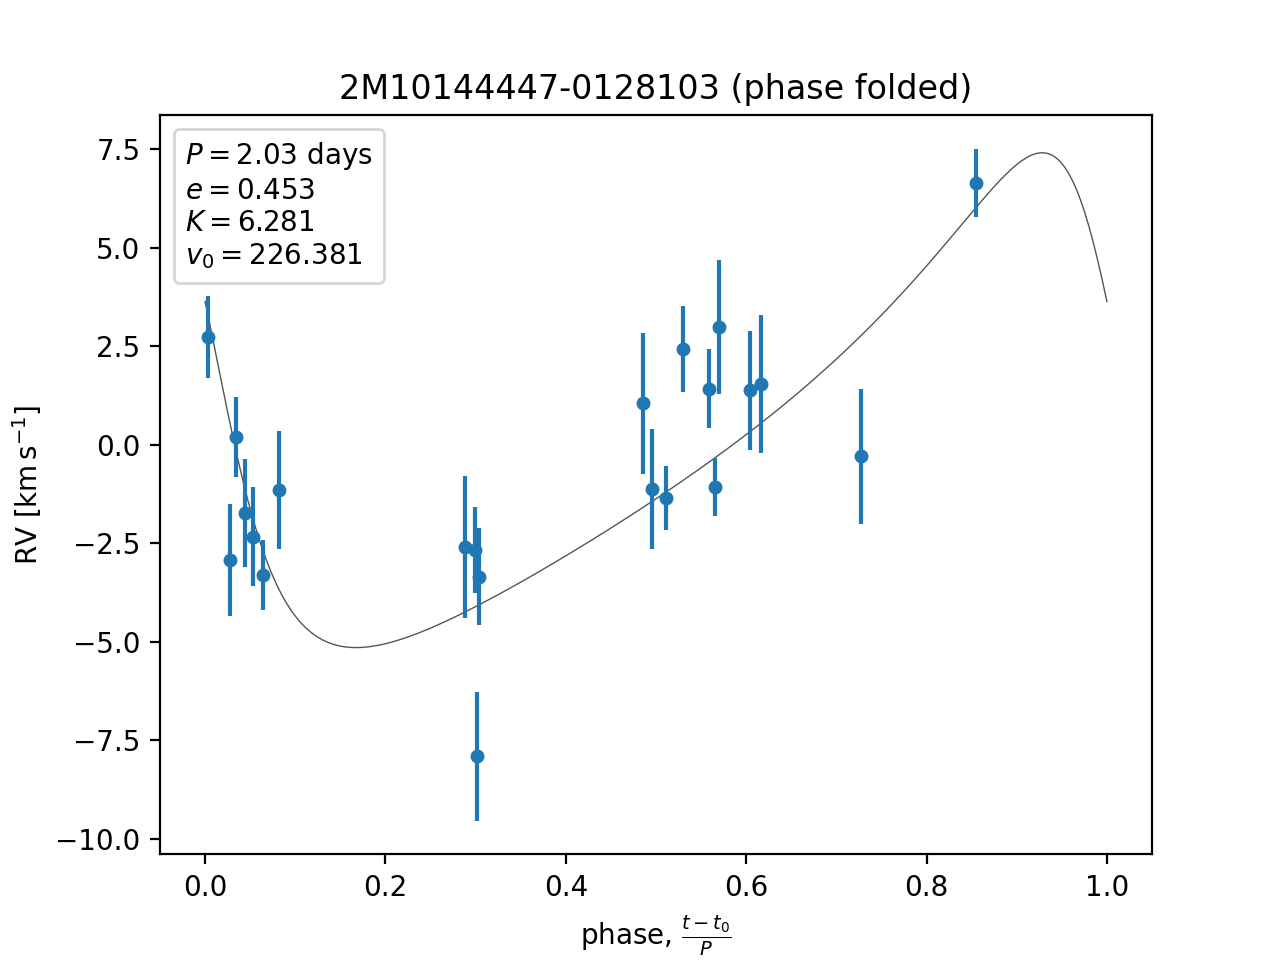 2M10144447-0128103 (phase folded)
P = 2.03 days
e = 0.453
K = 6.281
v₀ = 226.381
RV [km s⁻¹]
7.5
5.0
2.5
0.0
−2.5
−5.0
−7.5
−10.0
0.0 0.2 0.4 0.6 0.8 1.0
phase, (t − t₀)/P